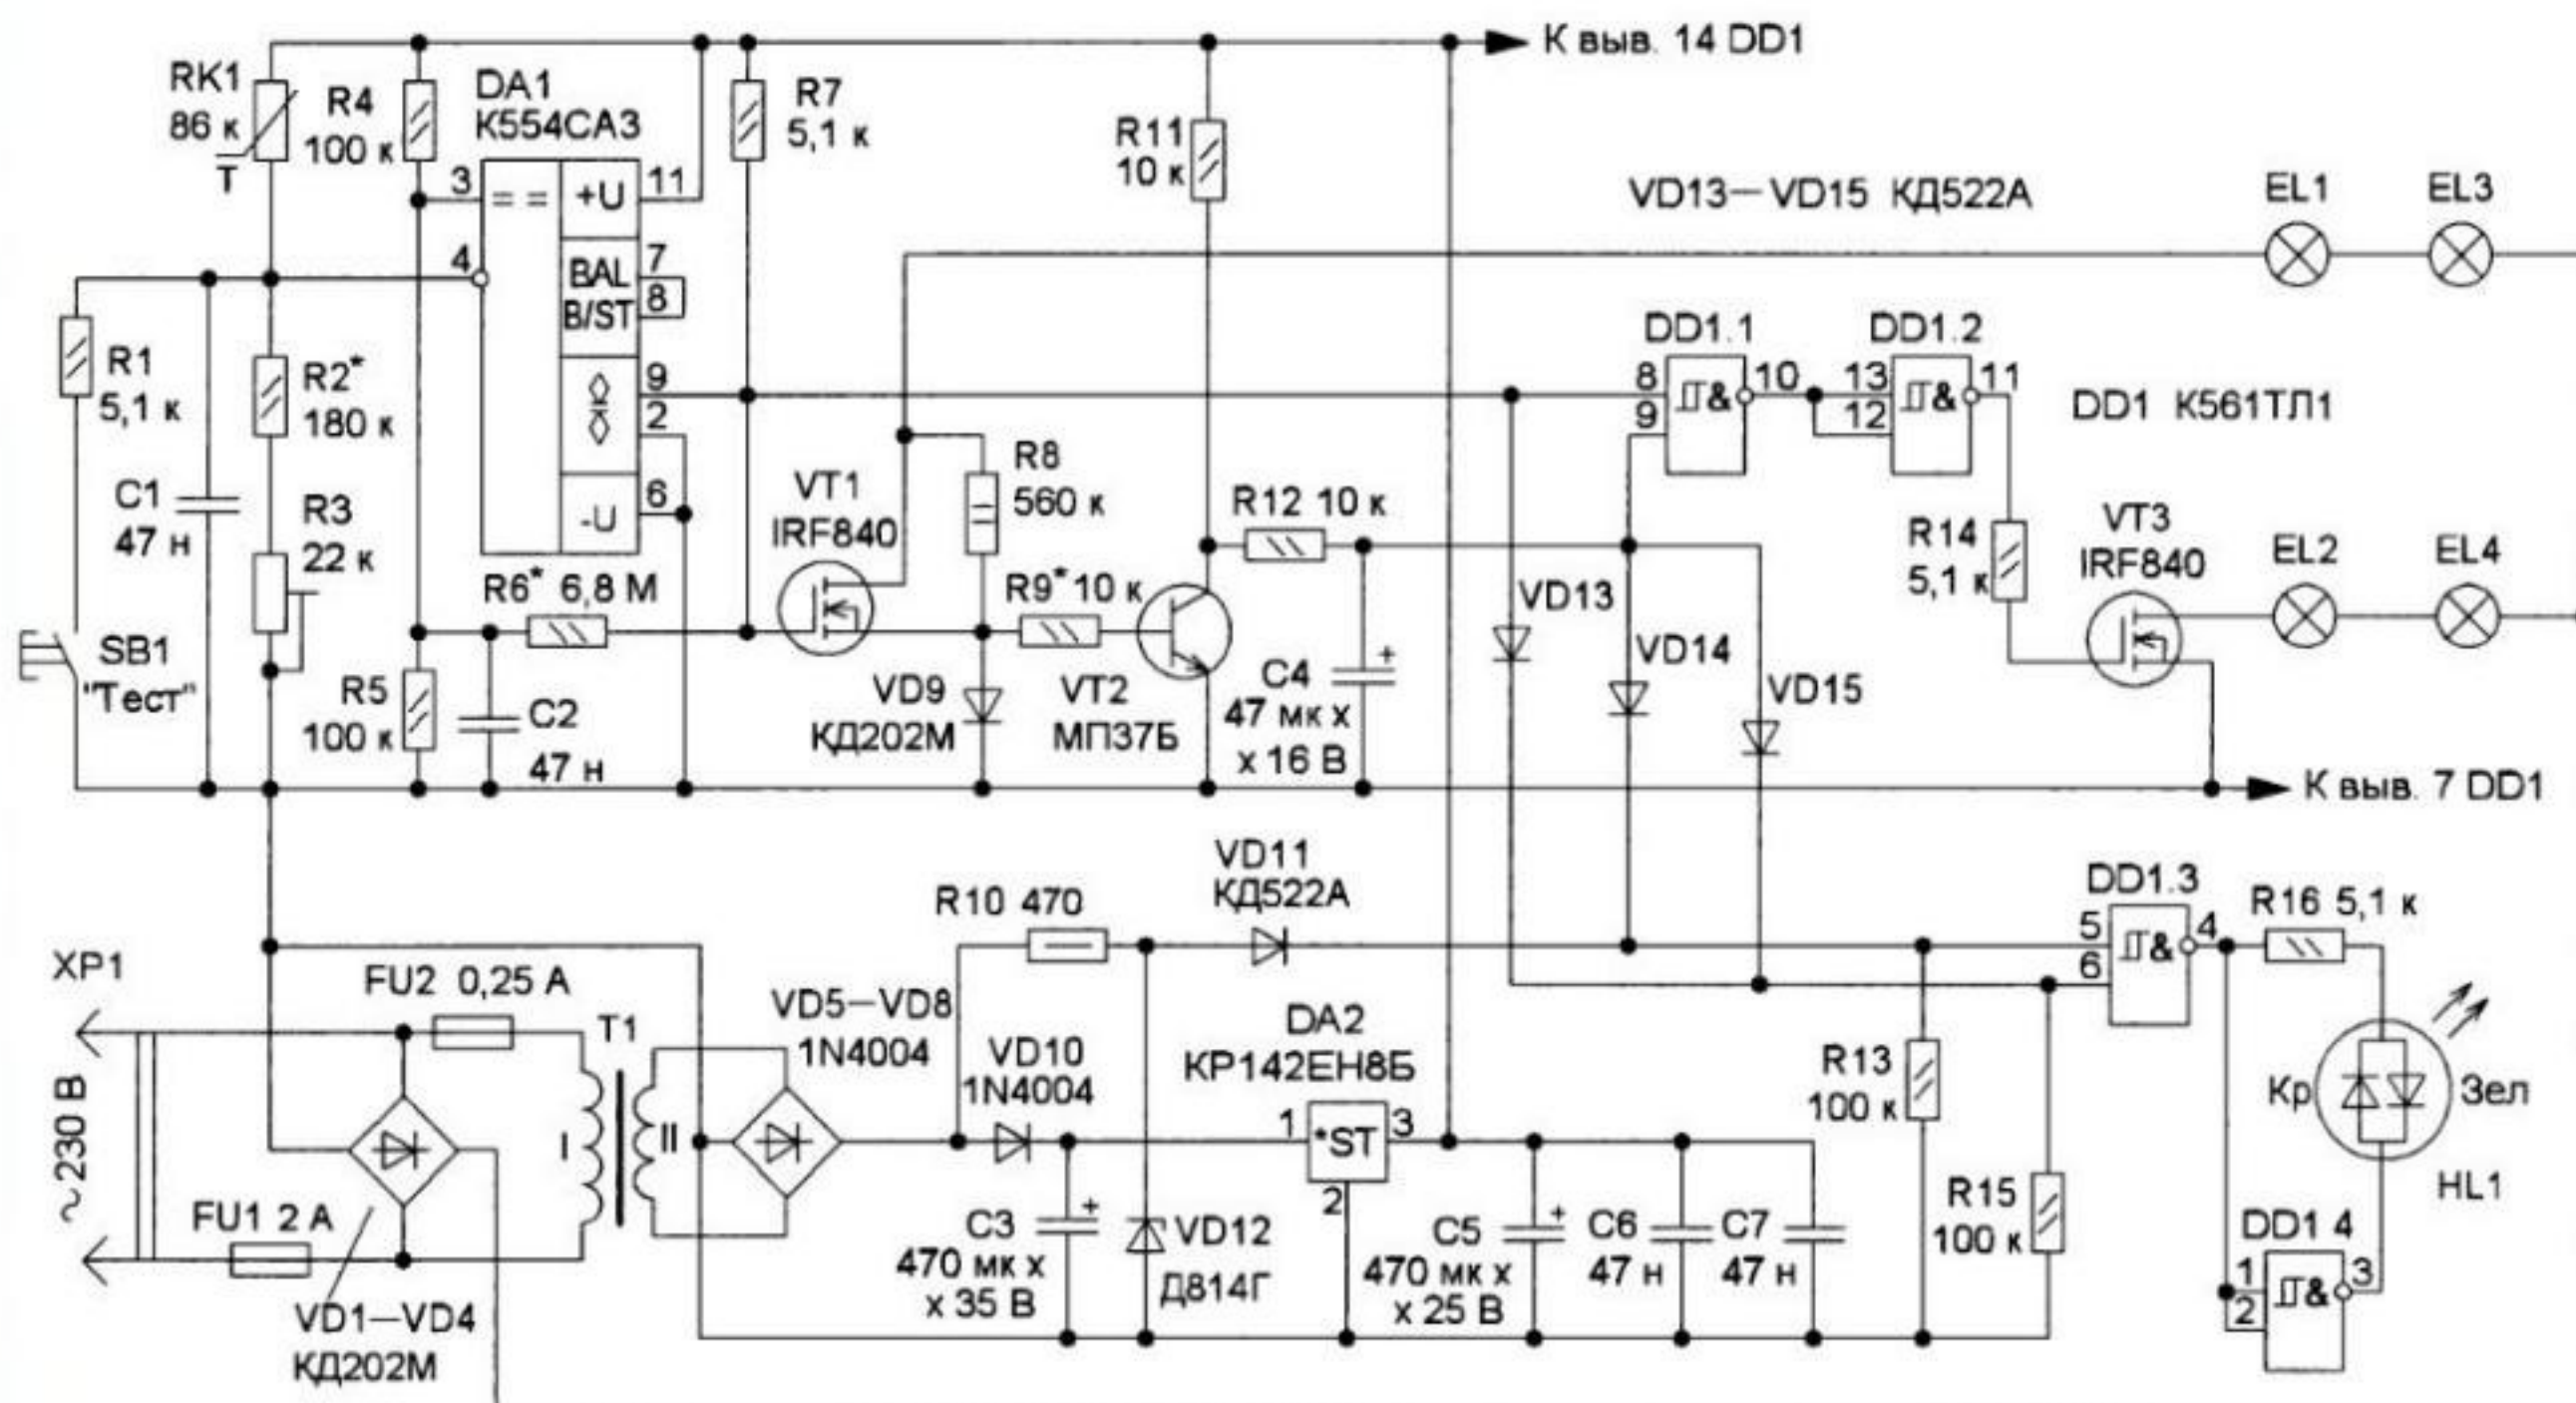 К выв. 14 DD1
RK1
86 к
T
R4
100 к
DA1
К554СА3
3
4
= =
+U
11
BAL
7
B/ST
8
9
2
-U
6
R7
5,1 к
R11
10 к
VD13—VD15 КД522А
EL1
EL3
R1
5,1 к
R2*
180 к
C1
47 н
R3
22 к
SB1
"Тест"
R5
100 к
C2
47 н
R6* 6,8 М
VT1
IRF840
R8
560 к
R9* 10 к
VD9
КД202М
VT2
МП37Б
R12 10 к
C4
47 мк х
х 16 В
+
DD1.1
8
9
&
10
DD1.2
13
12
&
11
DD1 К561ТЛ1
R14
5,1 к
VT3
IRF840
EL2
EL4
VD13
VD14
VD15
К выв. 7 DD1
XP1
~230 В
FU2 0,25 А
FU1 2 А
VD1—VD4
КД202М
T1
I
II
VD5—VD8
1N4004
R10 470
VD11
КД522А
VD10
1N4004
DA2
КР142ЕН8Б
1
*ST
3
2
C3
470 мк х
х 35 В
+
VD12
Д814Г
C5
470 мк х
х 25 В
+
C6
47 н
C7
47 н
R13
100 к
R15
100 к
DD1.3
5
6
&
4
R16 5,1 к
Кр
Зел
HL1
DD1 4
1
2
&
3